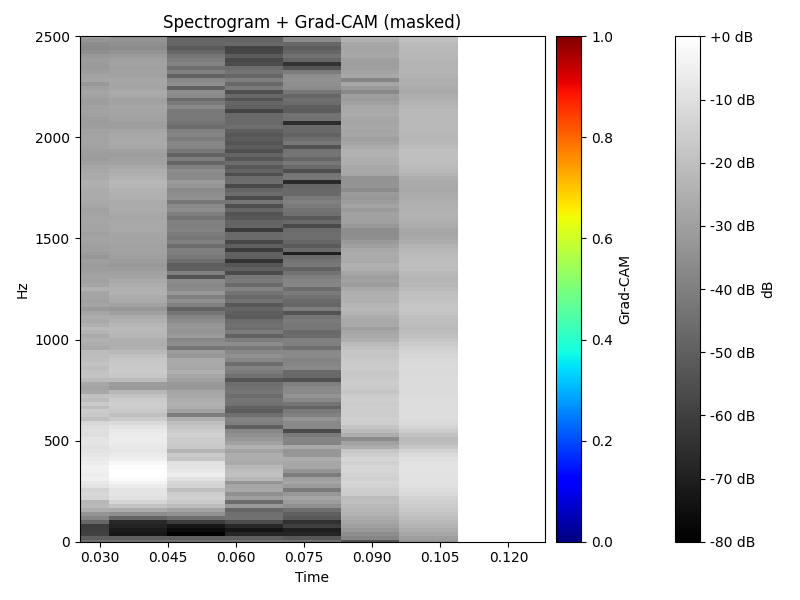 Spectrogram + Grad-CAM (masked)
2500
2000
1500
1000
500
0
Hz
0.030 0.045 0.060 0.075 0.090 0.105 0.120
Time
1.0
0.8
0.6
0.4
0.2
0.0
Grad-CAM
+0 dB
-10 dB
-20 dB
-30 dB
-40 dB
-50 dB
-60 dB
-70 dB
-80 dB
dB